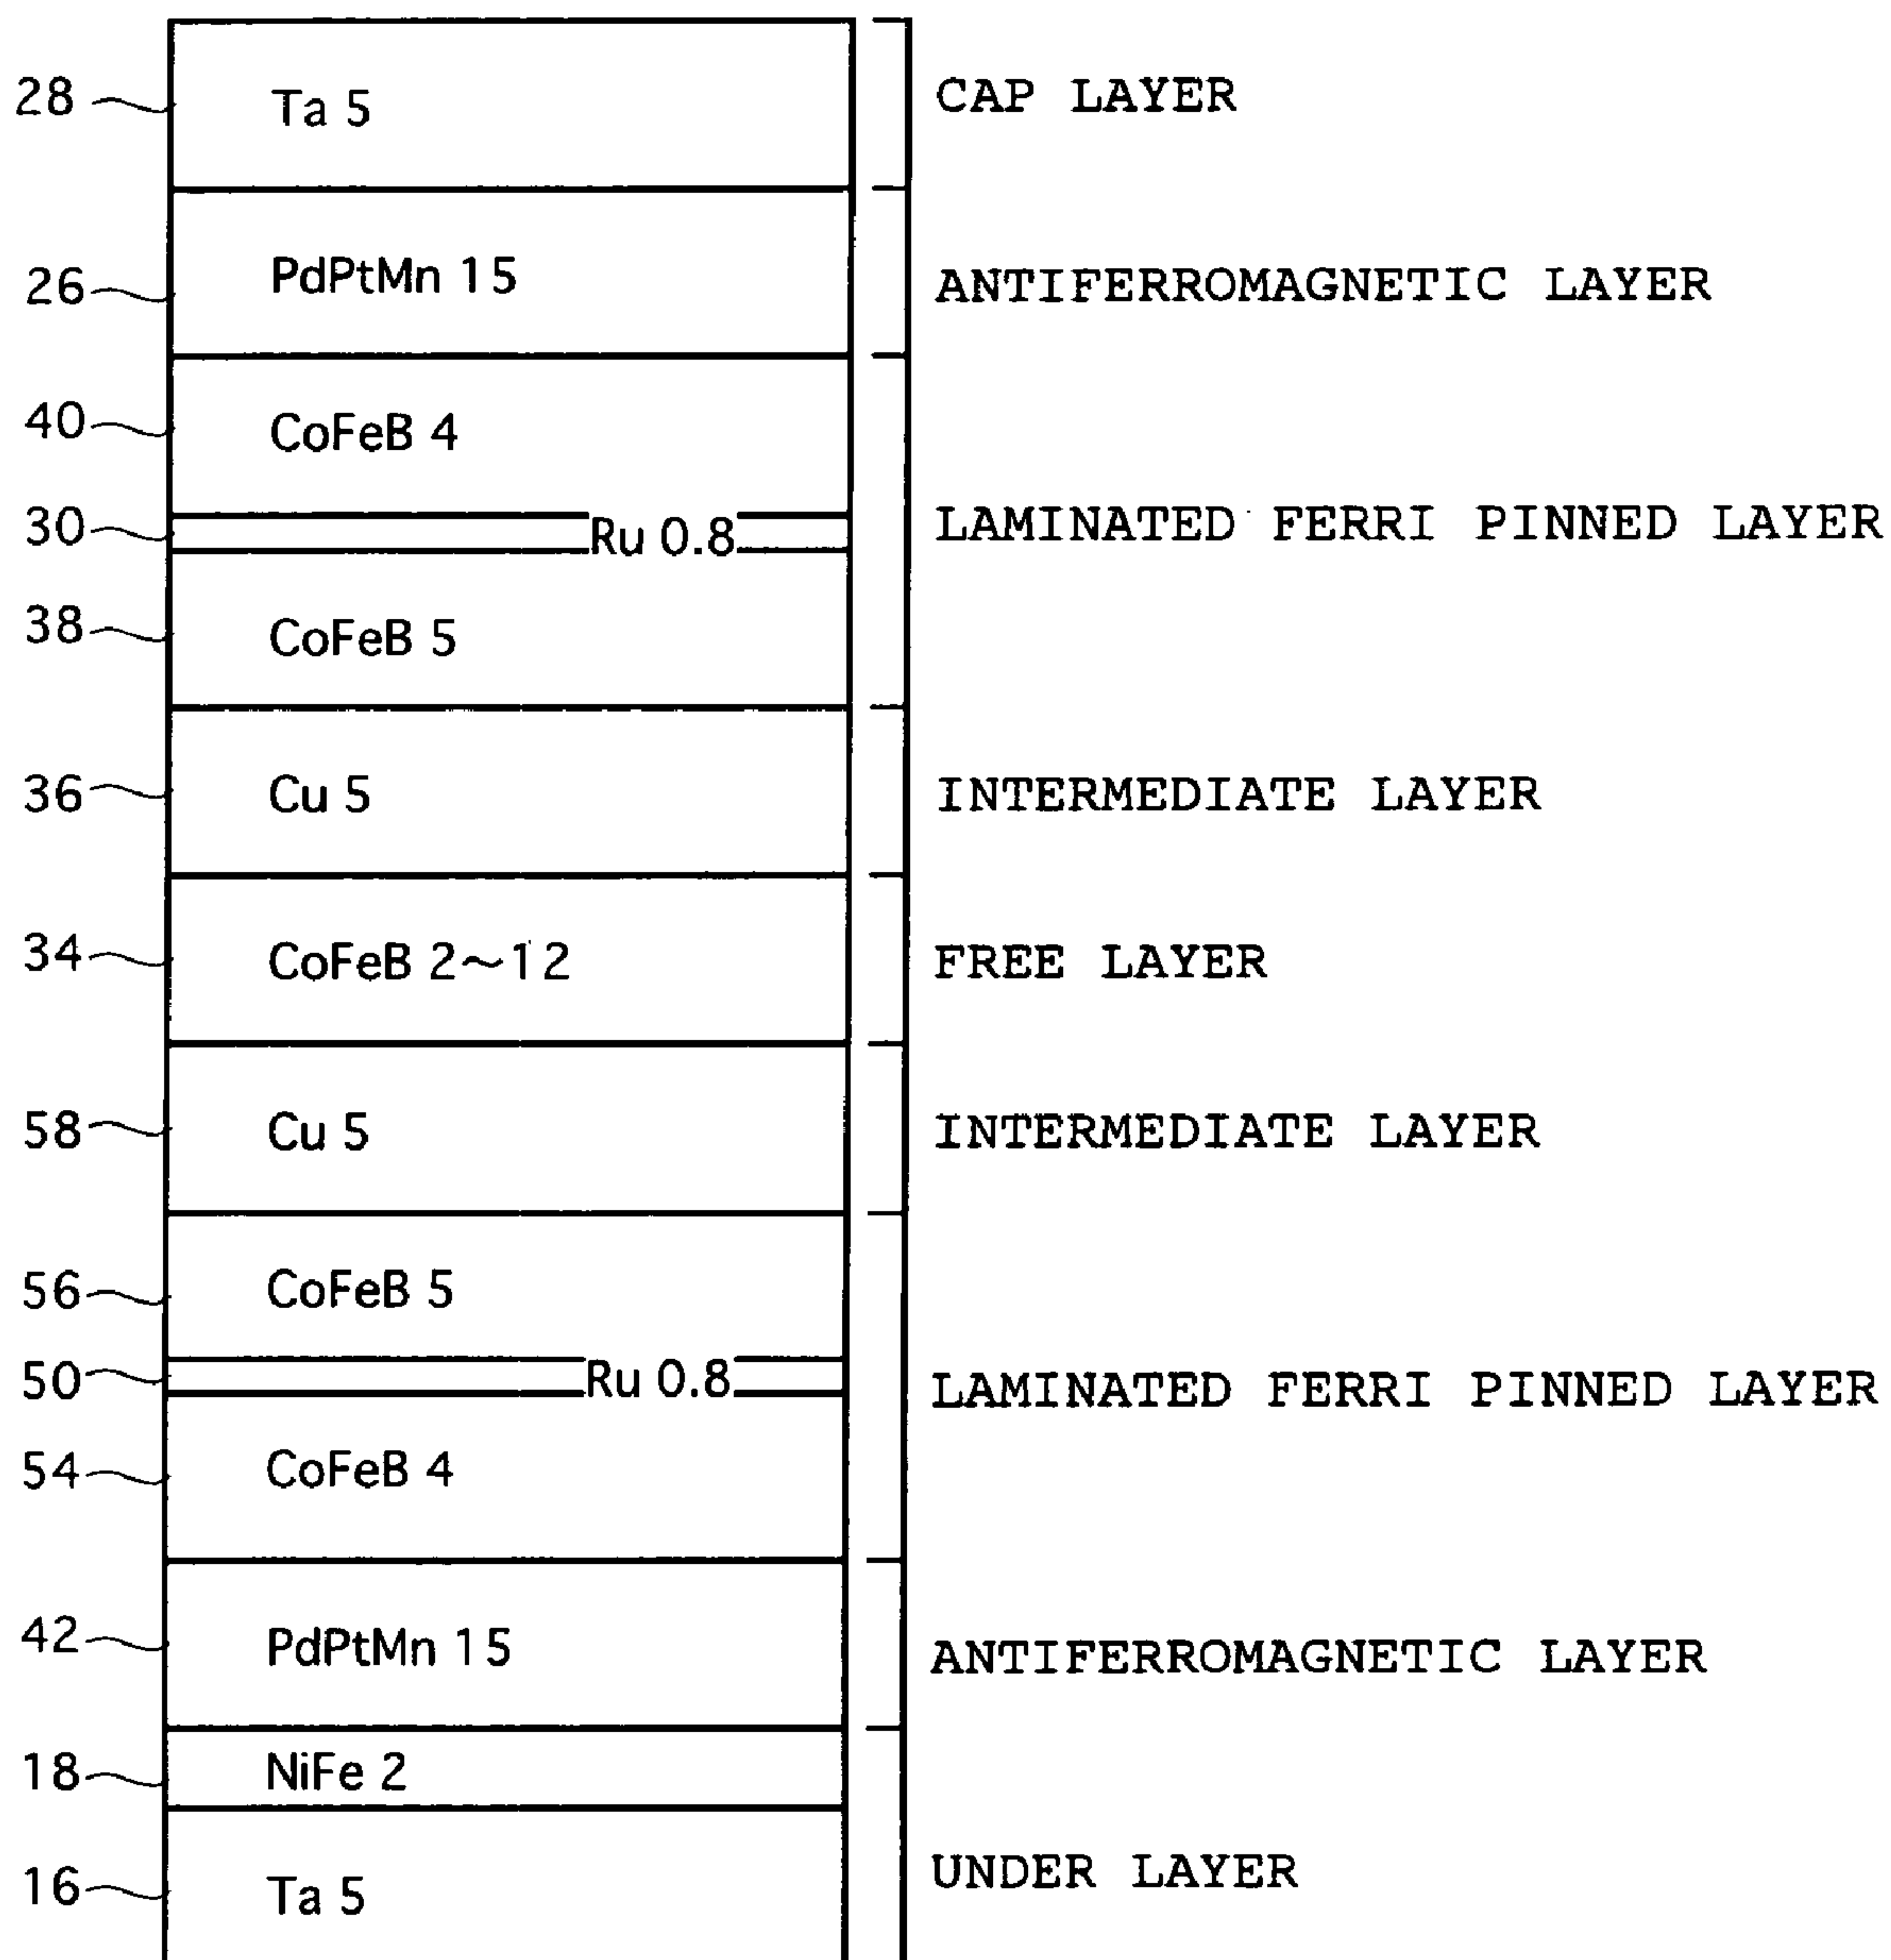 28 Ta 5 CAP LAYER
26 PdPtMn 15 ANTIFERROMAGNETIC LAYER
40 CoFeB 4
30 Ru 0.8 LAMINATED FERRI PINNED LAYER
38 CoFeB 5
36 Cu 5 INTERMEDIATE LAYER
34 CoFeB 2~12 FREE LAYER
58 Cu 5 INTERMEDIATE LAYER
56 CoFeB 5
50 Ru 0.8 LAMINATED FERRI PINNED LAYER
54 CoFeB 4
42 PdPtMn 15 ANTIFERROMAGNETIC LAYER
18 NiFe 2
16 Ta 5 UNDER LAYER